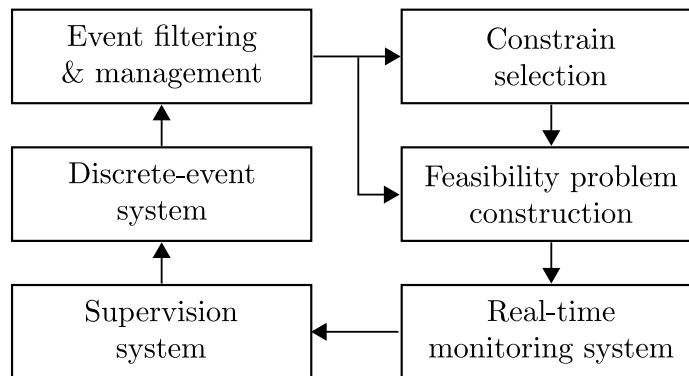 Event filtering
& management
Constrain
selection
Discrete-event
system
Feasibility problem
construction
Supervision
system
Real-time
monitoring system